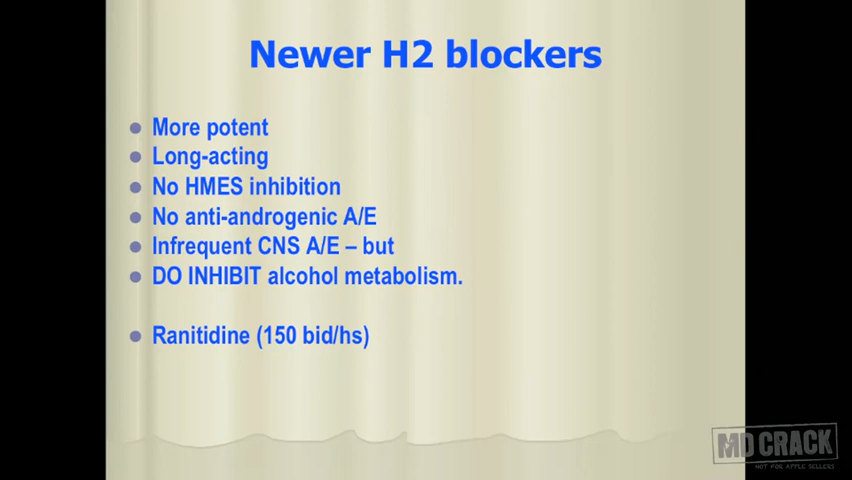 Newer H2 blockers
More potent
Long-acting
No HMES inhibition
No anti-androgenic A/E
Infrequent CNS A/E – but
DO INHIBIT alcohol metabolism.
Ranitidine (150 bid/hs)
MD CRACK
NOT FOR APPLE SELLERS